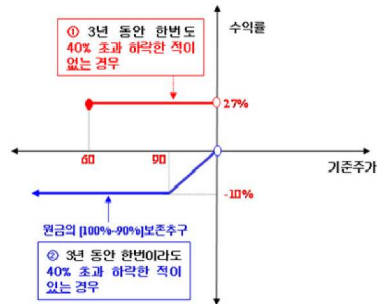 수익률
① 3년 동안 한번도
40% 초과 하락한 적이
없는 경우
27%
60
90
기준주가
-10%
원금의 [100%~90%]보존추구
② 3년 동안 한번이라도
40% 초과 하락한 적이
있는 경우